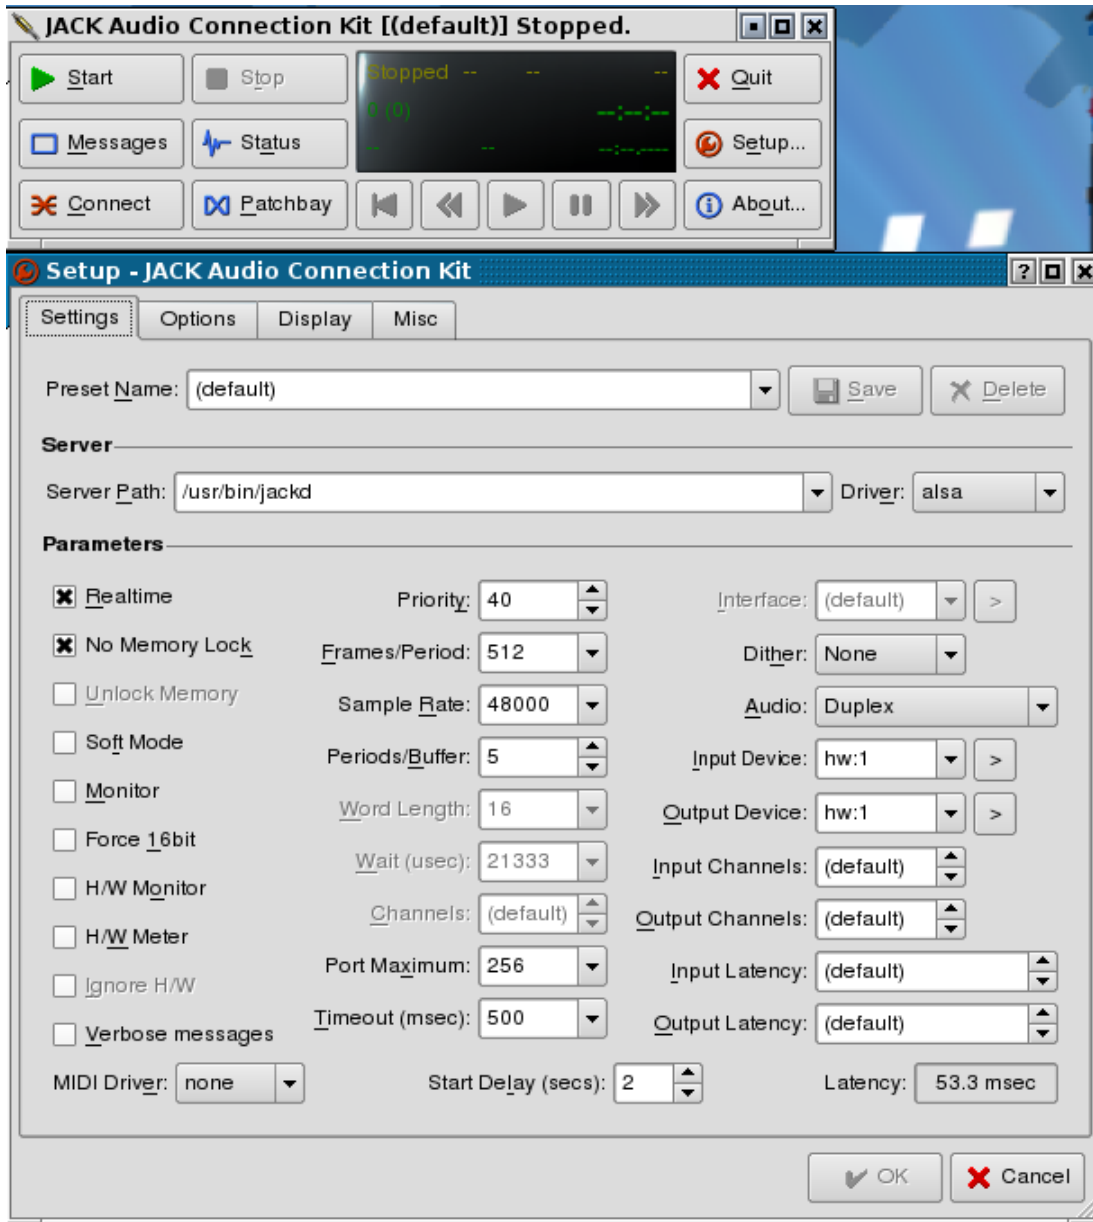 JACK Audio Connection Kit [(default)] Stopped.
Start Stop Stopped -- -- -- Quit
0 (0) --:--:--
Messages Status -- -- --:--.---- Setup...
Connect Patchbay About...
Setup - JACK Audio Connection Kit ?
Settings Options Display Misc
Preset Name: (default) Save Delete
Server
Server Path: /usr/bin/jackd Driver: alsa
Parameters
Realtime Priority: 40 Interface: (default) >
No Memory Lock Frames/Period: 512 Dither: None
Unlock Memory Sample Rate: 48000 Audio: Duplex
Soft Mode Periods/Buffer: 5 Input Device: hw:1 >
Monitor Word Length: 16 Output Device: hw:1 >
Force 16bit Wait (usec): 21333 Input Channels: (default)
H/W Monitor Channels: (default) Output Channels: (default)
H/W Meter Port Maximum: 256 Input Latency: (default)
Ignore H/W Timeout (msec): 500 Output Latency: (default)
Verbose messages
MIDI Driver: none Start Delay (secs): 2 Latency: 53.3 msec
OK Cancel